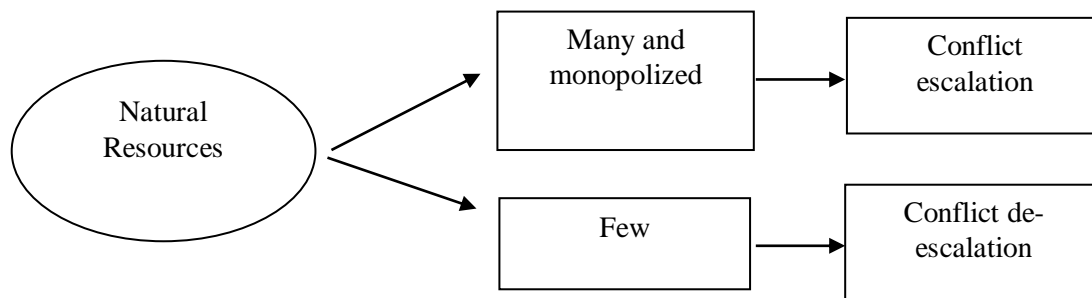 Natural
Resources
Many and
monopolized
Conflict
escalation
Few
Conflict de-
escalation